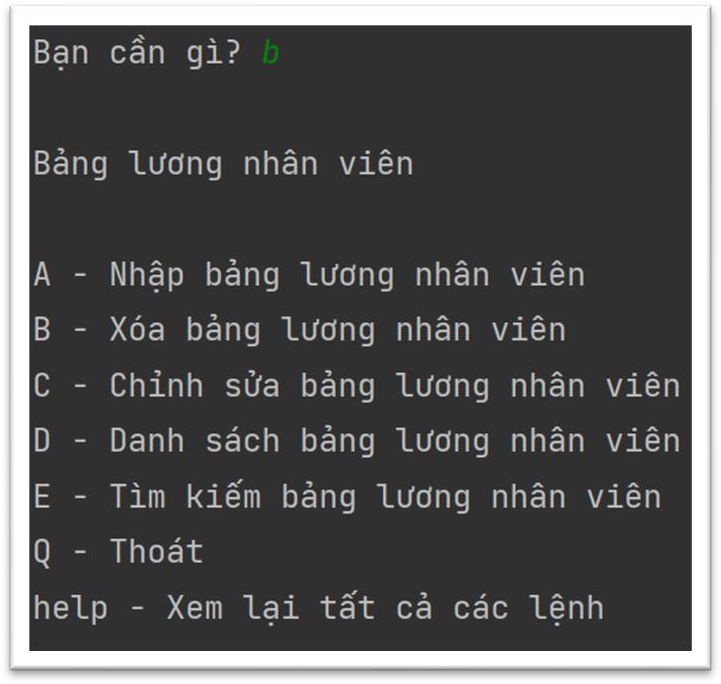 Bạn cần gì? b
Bảng lương nhân viên
A - Nhập bảng lương nhân viên
B - Xóa bảng lương nhân viên
C - Chỉnh sửa bảng lương nhân viên
D - Danh sách bảng lương nhân viên
E - Tìm kiếm bảng lương nhân viên
Q - Thoát
help - Xem lại tất cả các lệnh